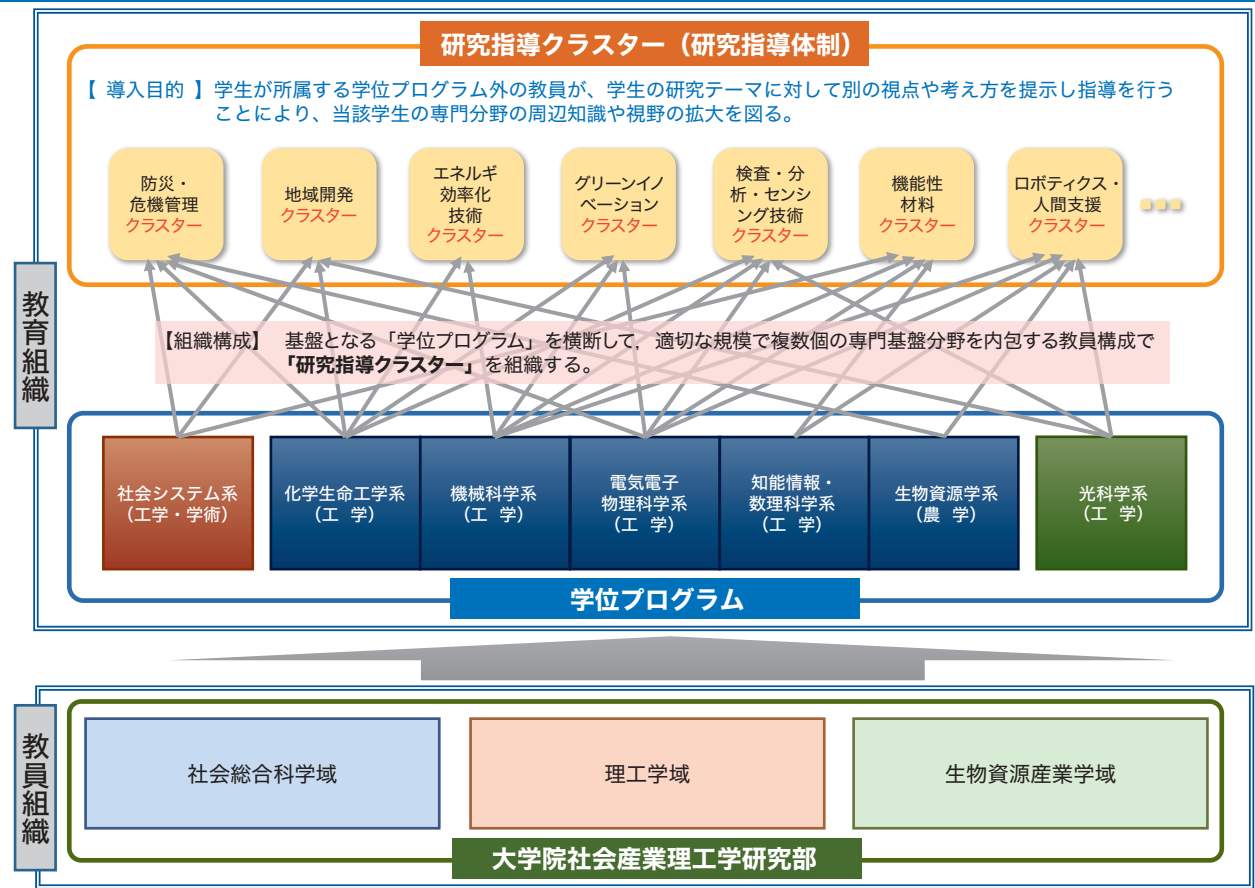 研究指導クラスター（研究指導体制）
【 導入目的 】学生が所属する学位プログラム外の教員が、学生の研究テーマに対して別の視点や考え方を提示し指導を行う
ことにより、当該学生の専門分野の周辺知識や視野の拡大を図る。
防災・
危機管理
クラスター
地域開発
クラスター
エネルギ
効率化
技術
クラスター
グリーンイノ
ベーション
クラスター
検査・分
析・センシ
ング技術
クラスター
機能性
材料
クラスター
ロボティクス・
人間支援
クラスター
教育組織
【組織構成】 基盤となる「学位プログラム」を横断して，適切な規模で複数個の専門基盤分野を内包する教員構成で
「研究指導クラスター」を組織する。
社会システム系
（工学・学術）
化学生命工学系
（工 学）
機械科学系
（工 学）
電気電子
物理科学系
（工 学）
知能情報・
数理科学系
（工 学）
生物資源学系
（農 学）
光科学系
（工 学）
学位プログラム
教員組織
社会総合科学域
理工学域
生物資源産業学域
大学院社会産業理工学研究部